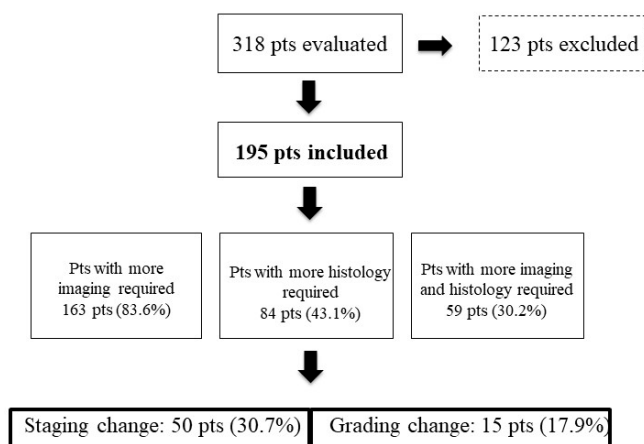 318 pts evaluated
123 pts excluded
195 pts included
Pts with more
imaging required
163 pts (83.6%)
Pts with more histology
required
84 pts (43.1%)
Pts with more imaging
and histology required
59 pts (30.2%)
Staging change: 50 pts (30.7%)
Grading change: 15 pts (17.9%)